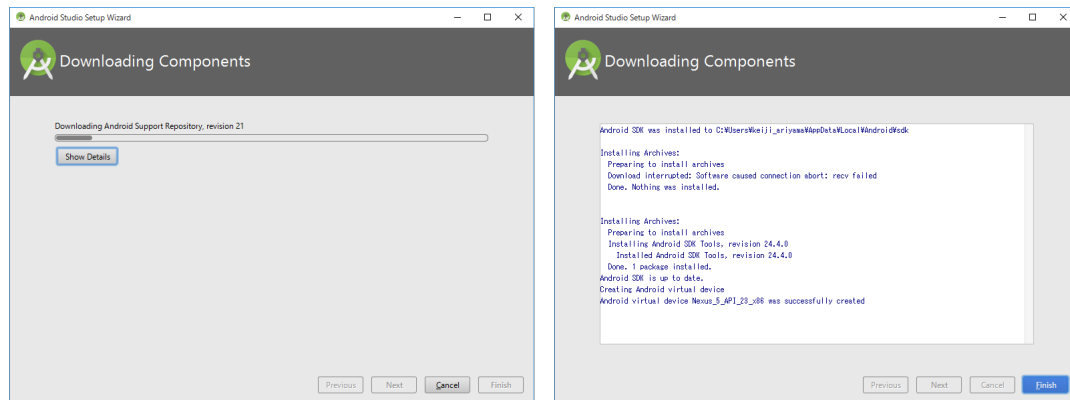 Android Studio Setup Wizard
Downloading Components
Downloading Android Support Repository, revision 21
Show Details
Previous
Next
Cancel
Finish
Android Studio Setup Wizard
Downloading Components
Android SDK was installed to C:¥Users¥keiji_ariyama¥AppData¥Local¥Android¥sdk
Installing Archives:
Preparing to install archives
Download interrupted: Software caused connection abort: recv failed
Done. Nothing was installed.
Installing Archives:
Preparing to install archives
Installing Android SDK Tools, revision 24.4.0
Installed Android SDK Tools, revision 24.4.0
Done. 1 package installed.
Android SDK is up to date.
Creating Android virtual device
Android virtual device Nexus_5_API_23_x86 was successfully created
Previous
Next
Cancel
Finish